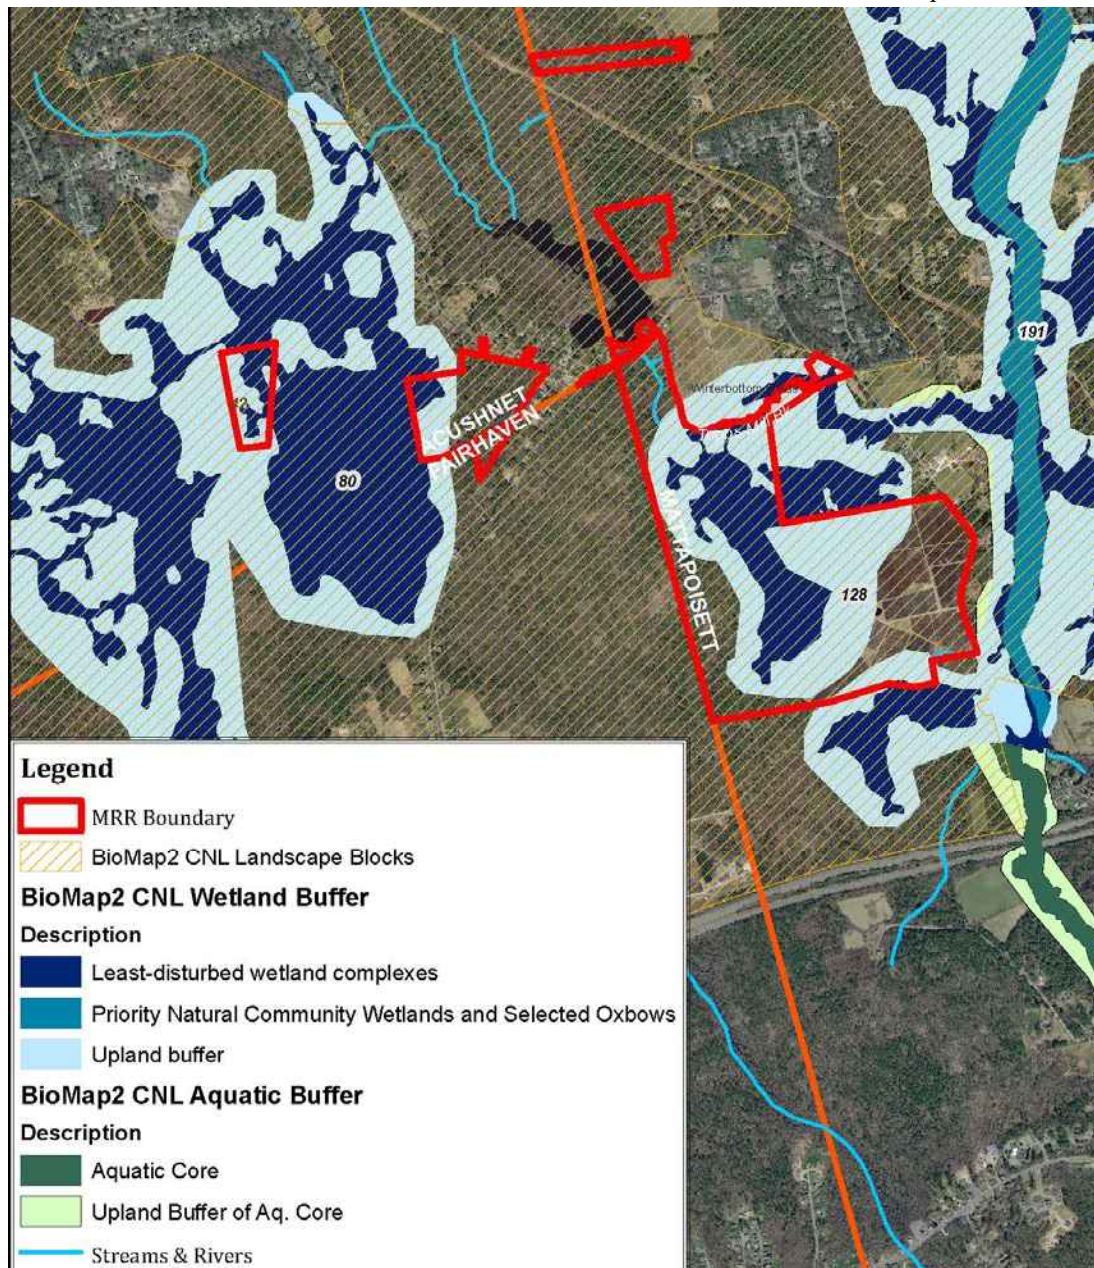 Winterbottom
191
42
ACUSHNET
FAIRHAVEN
80
MATTAPOISETT
128
Legend
MRR Boundary
BioMap2 CNL Landscape Blocks
BioMap2 CNL Wetland Buffer
Description
Least-disturbed wetland complexes
Priority Natural Community Wetlands and Selected Oxbows
Upland buffer
BioMap2 CNL Aquatic Buffer
Description
Aquatic Core
Upland Buffer of Aq. Core
Streams & Rivers